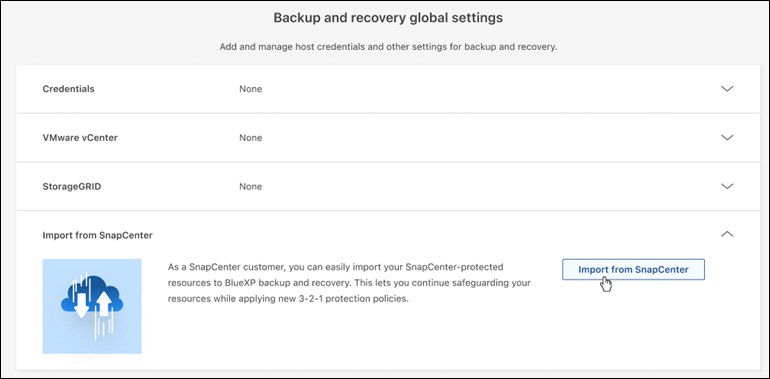 Backup and recovery global settings
Add and manage host credentials and other settings for backup and recovery.
Credentials None
VMware vCenter None
StorageGRID None
Import from SnapCenter
As a SnapCenter customer, you can easily import your SnapCenter-protected
resources to BlueXP backup and recovery. This lets you continue safeguarding your
resources while applying new 3-2-1 protection policies.
Import from SnapCenter